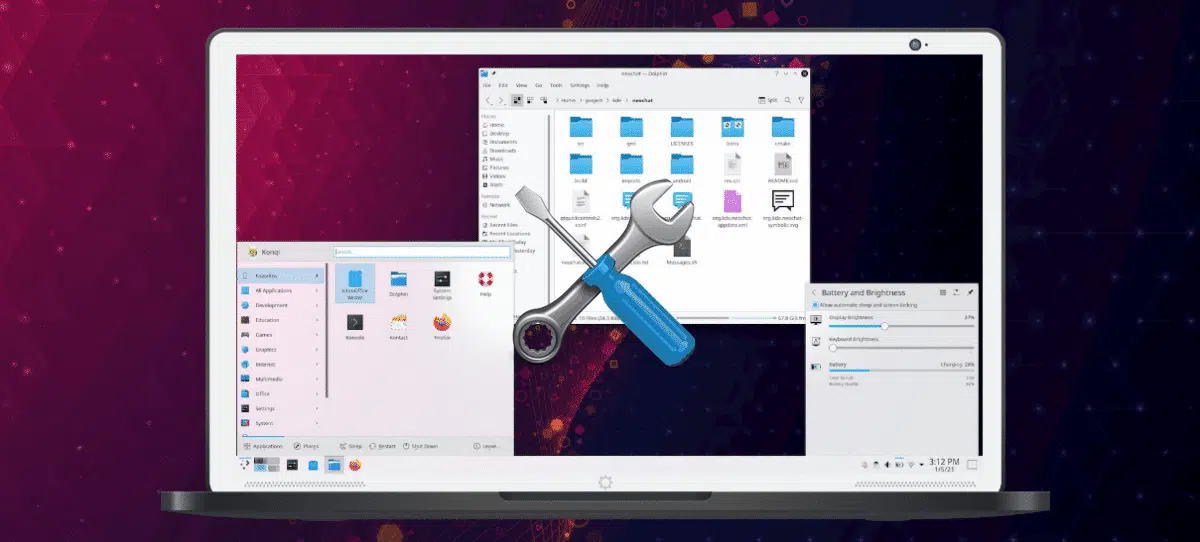 neochat — Dolphin
File Edit View Go Tools Settings Help
Home project kde neochat
Split
Places
Home
Desktop
Documents
Downloads
Music
Pictures
Videos
Trash
Remote
Network
Recent
Recent Files
Recent Locations
Today
Yesterday
src qml LICENSES icons cmake
build imports android README.md
org.kde.neochat.
appdata.xml
org.kde.neochat-
symbolic.svg
Messages.sh
Konqi
Search...
Favorites
All Applications
Development
Education
Games
Graphics
Internet
Multimedia
Office
Settings
System
LibreOffice
Writer
Dolphin
System
Settings
Help
Konsole
Kontact
Firefox
Applications Places Sleep Restart Shut Down Leave...
Battery and Brightness
Allow automatic sleep and screen locking
Display Brightness 37%
Keyboard Brightness
Battery Charging
3:12 PM
1/5/21